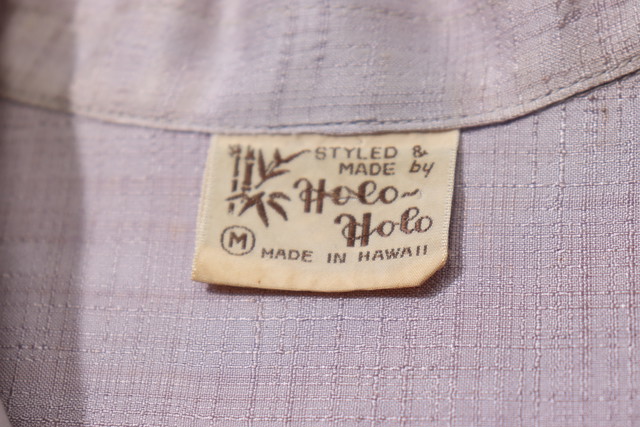 STYLED &
MADE by
Holo~
Holo
M MADE IN HAWAII